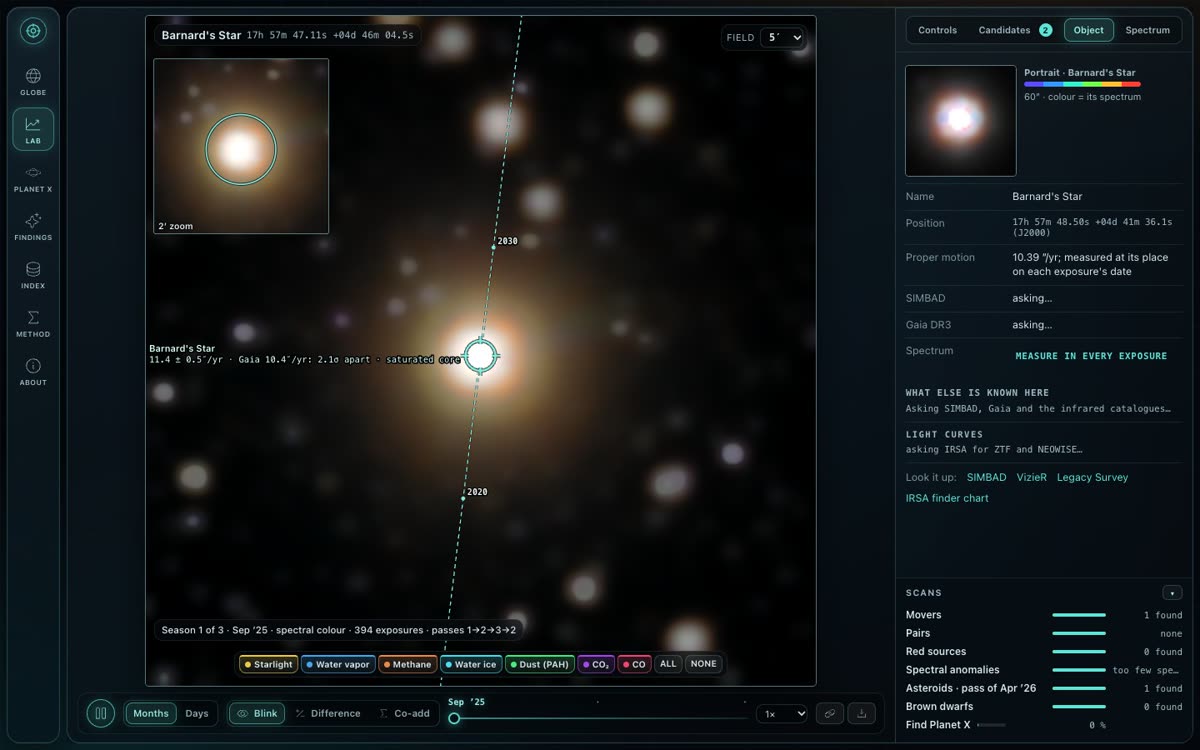 GLOBE
LAB
PLANET X
FINDINGS
INDEX
METHOD
ABOUT
Barnard's Star 17h 57m 47.11s +04d 46m 04.5s
FIELD 5′
2′ zoom
2030
Barnard's Star
11.4 ± 0.5″/yr · Gaia 10.4″/yr: 2.1σ apart · saturated core
2020
Season 1 of 3 · Sep ’25 · spectral colour · 394 exposures · passes 1→2→3→2
Starlight Water vapor Methane Water ice Dust (PAH) CO₂ CO ALL NONE
Months Days Blink Difference Co-add Sep ’25 1×
Controls Candidates 2 Object Spectrum
Portrait · Barnard's Star
60″ · colour = its spectrum
Name Barnard's Star
Position 17h 57m 48.50s +04d 41m 36.1s
(J2000)
Proper motion 10.39 ″/yr; measured at its place
on each exposure's date
SIMBAD asking…
Gaia DR3 asking…
Spectrum MEASURE IN EVERY EXPOSURE
WHAT ELSE IS KNOWN HERE
Asking SIMBAD, Gaia and the infrared catalogues…
LIGHT CURVES
asking IRSA for ZTF and NEOWISE…
Look it up: SIMBAD VizieR Legacy Survey
IRSA finder chart
SCANS
Movers 1 found
Pairs none
Red sources 0 found
Spectral anomalies too few spe…
Asteroids · pass of Apr ’26 1 found
Brown dwarfs 0 found
Find Planet X 0 %